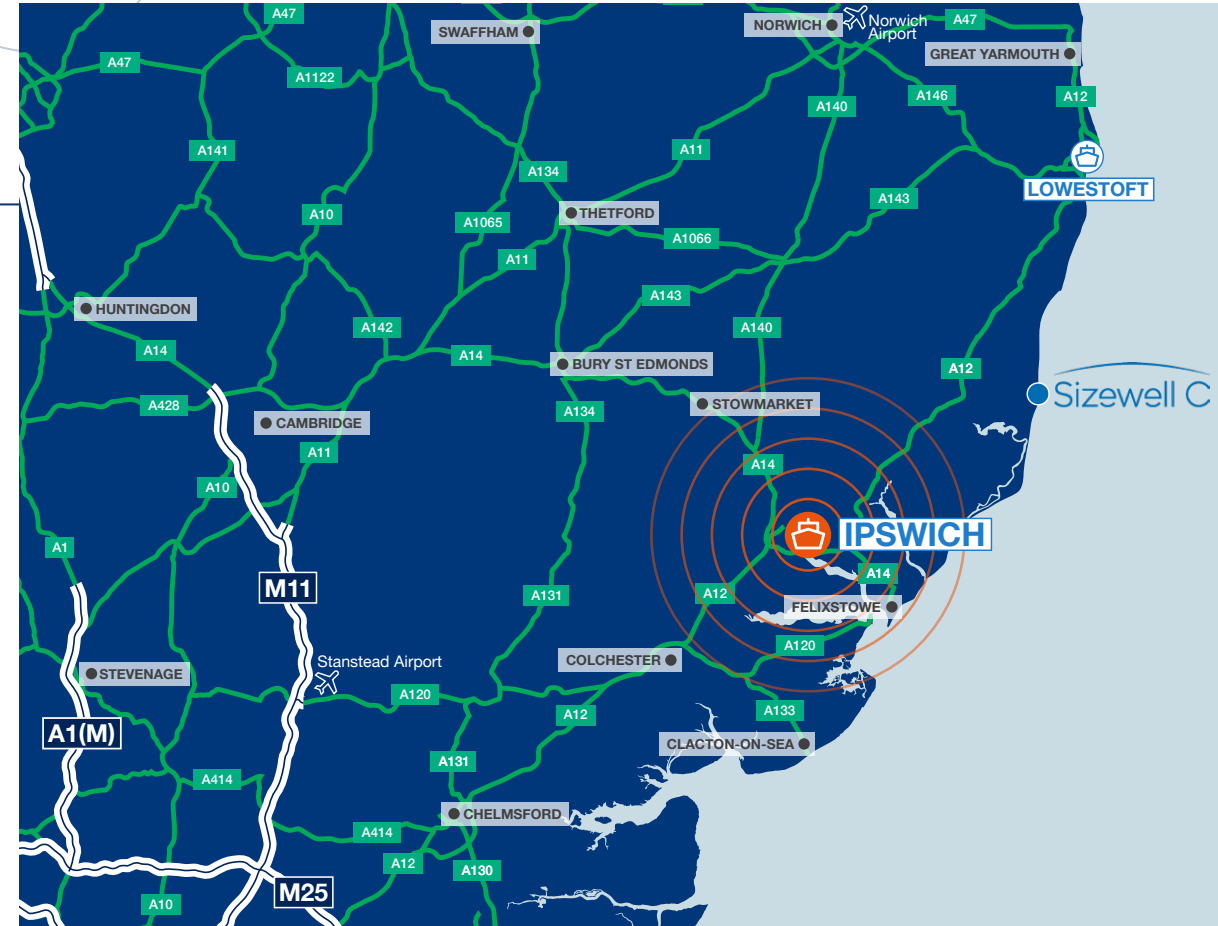 A47
SWAFFHAM
NORWICH
Norwich
Airport
A47
GREAT YARMOUTH
A47
A1122
A140
A146
A12
A141
A134
A11
LOWESTOFT
A10
A1065
THETFORD
A1066
A143
A11
HUNTINGDON
A143
A142
A140
A14
A14
BURY ST EDMONDS
A12
Sizewell C
A428
CAMBRIDGE
A134
STOWMARKET
A11
A14
A10
IPSWICH
A1
M11
A131
A12
A14
FELIXSTOWE
A120
STEVENAGE
Stanstead Airport
COLCHESTER
A120
A12
A133
A1(M)
CLACTON-ON-SEA
A131
A414
CHELMSFORD
A414
A12
A130
M25
A10